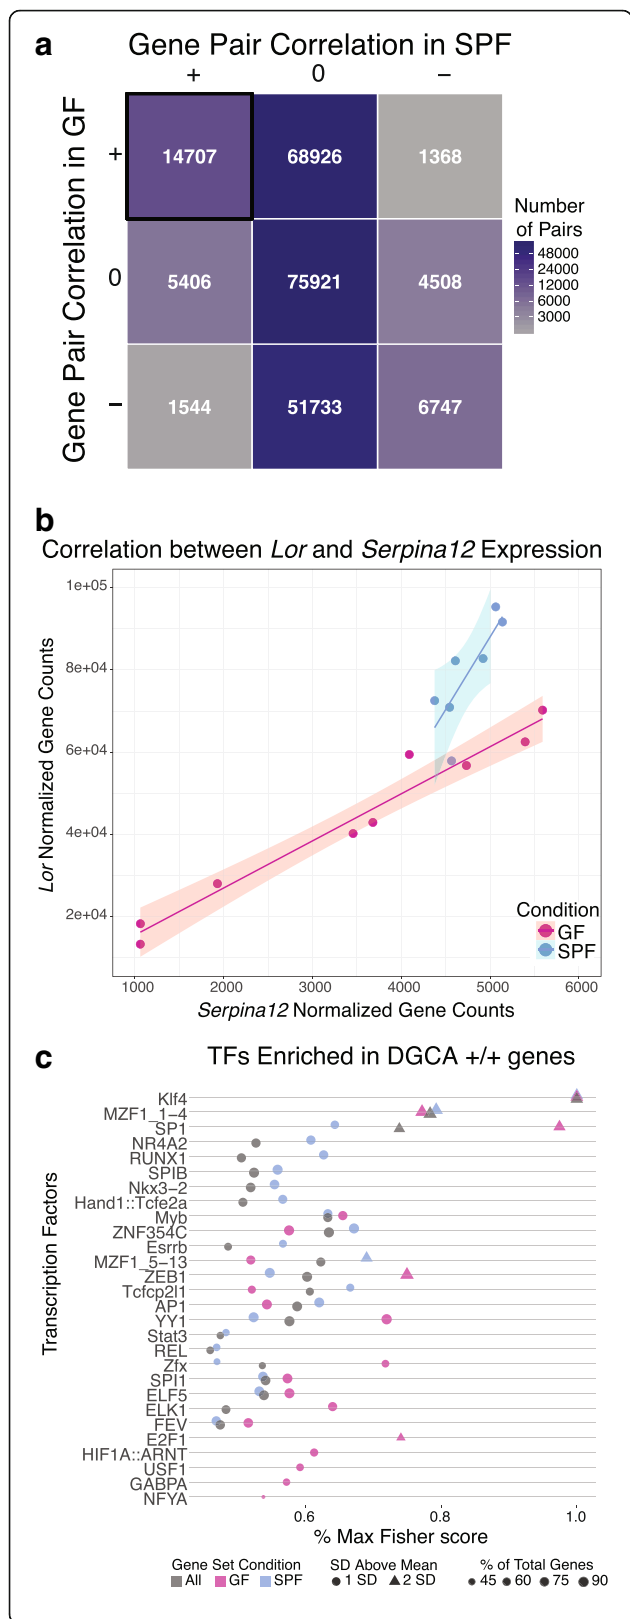 a
Gene Pair Correlation in SPF
+ 0 −
Gene Pair Correlation in GF
+ 14707 68926 1368
0 5406 75921 4508
− 1544 51733 6747
Number
of Pairs
48000
24000
12000
6000
3000
b
Correlation between Lor and Serpina12 Expression
Lor Normalized Gene Counts
1e+05
8e+04
6e+04
4e+04
2e+04
Condition
GF
SPF
1000 2000 3000 4000 5000 6000
Serpina12 Normalized Gene Counts
c
TFs Enriched in DGCA +/+ genes
Transcription Factors
Klf4
MZF1_1−4
SP1
NR4A2
RUNX1
SPIB
Nkx3−2
Hand1::Tcfe2a
Myb
ZNF354C
Esrrb
MZF1_5−13
ZEB1
Tcfcp2l1
AP1
YY1
Stat3
REL
Zfx
SPI1
ELF5
ELK1
FEV
E2F1
HIF1A::ARNT
USF1
GABPA
NFYA
0.6 0.8 1.0
% Max Fisher score
Gene Set Condition SD Above Mean % of Total Genes
All GF SPF 1 SD 2 SD 45 60 75 90